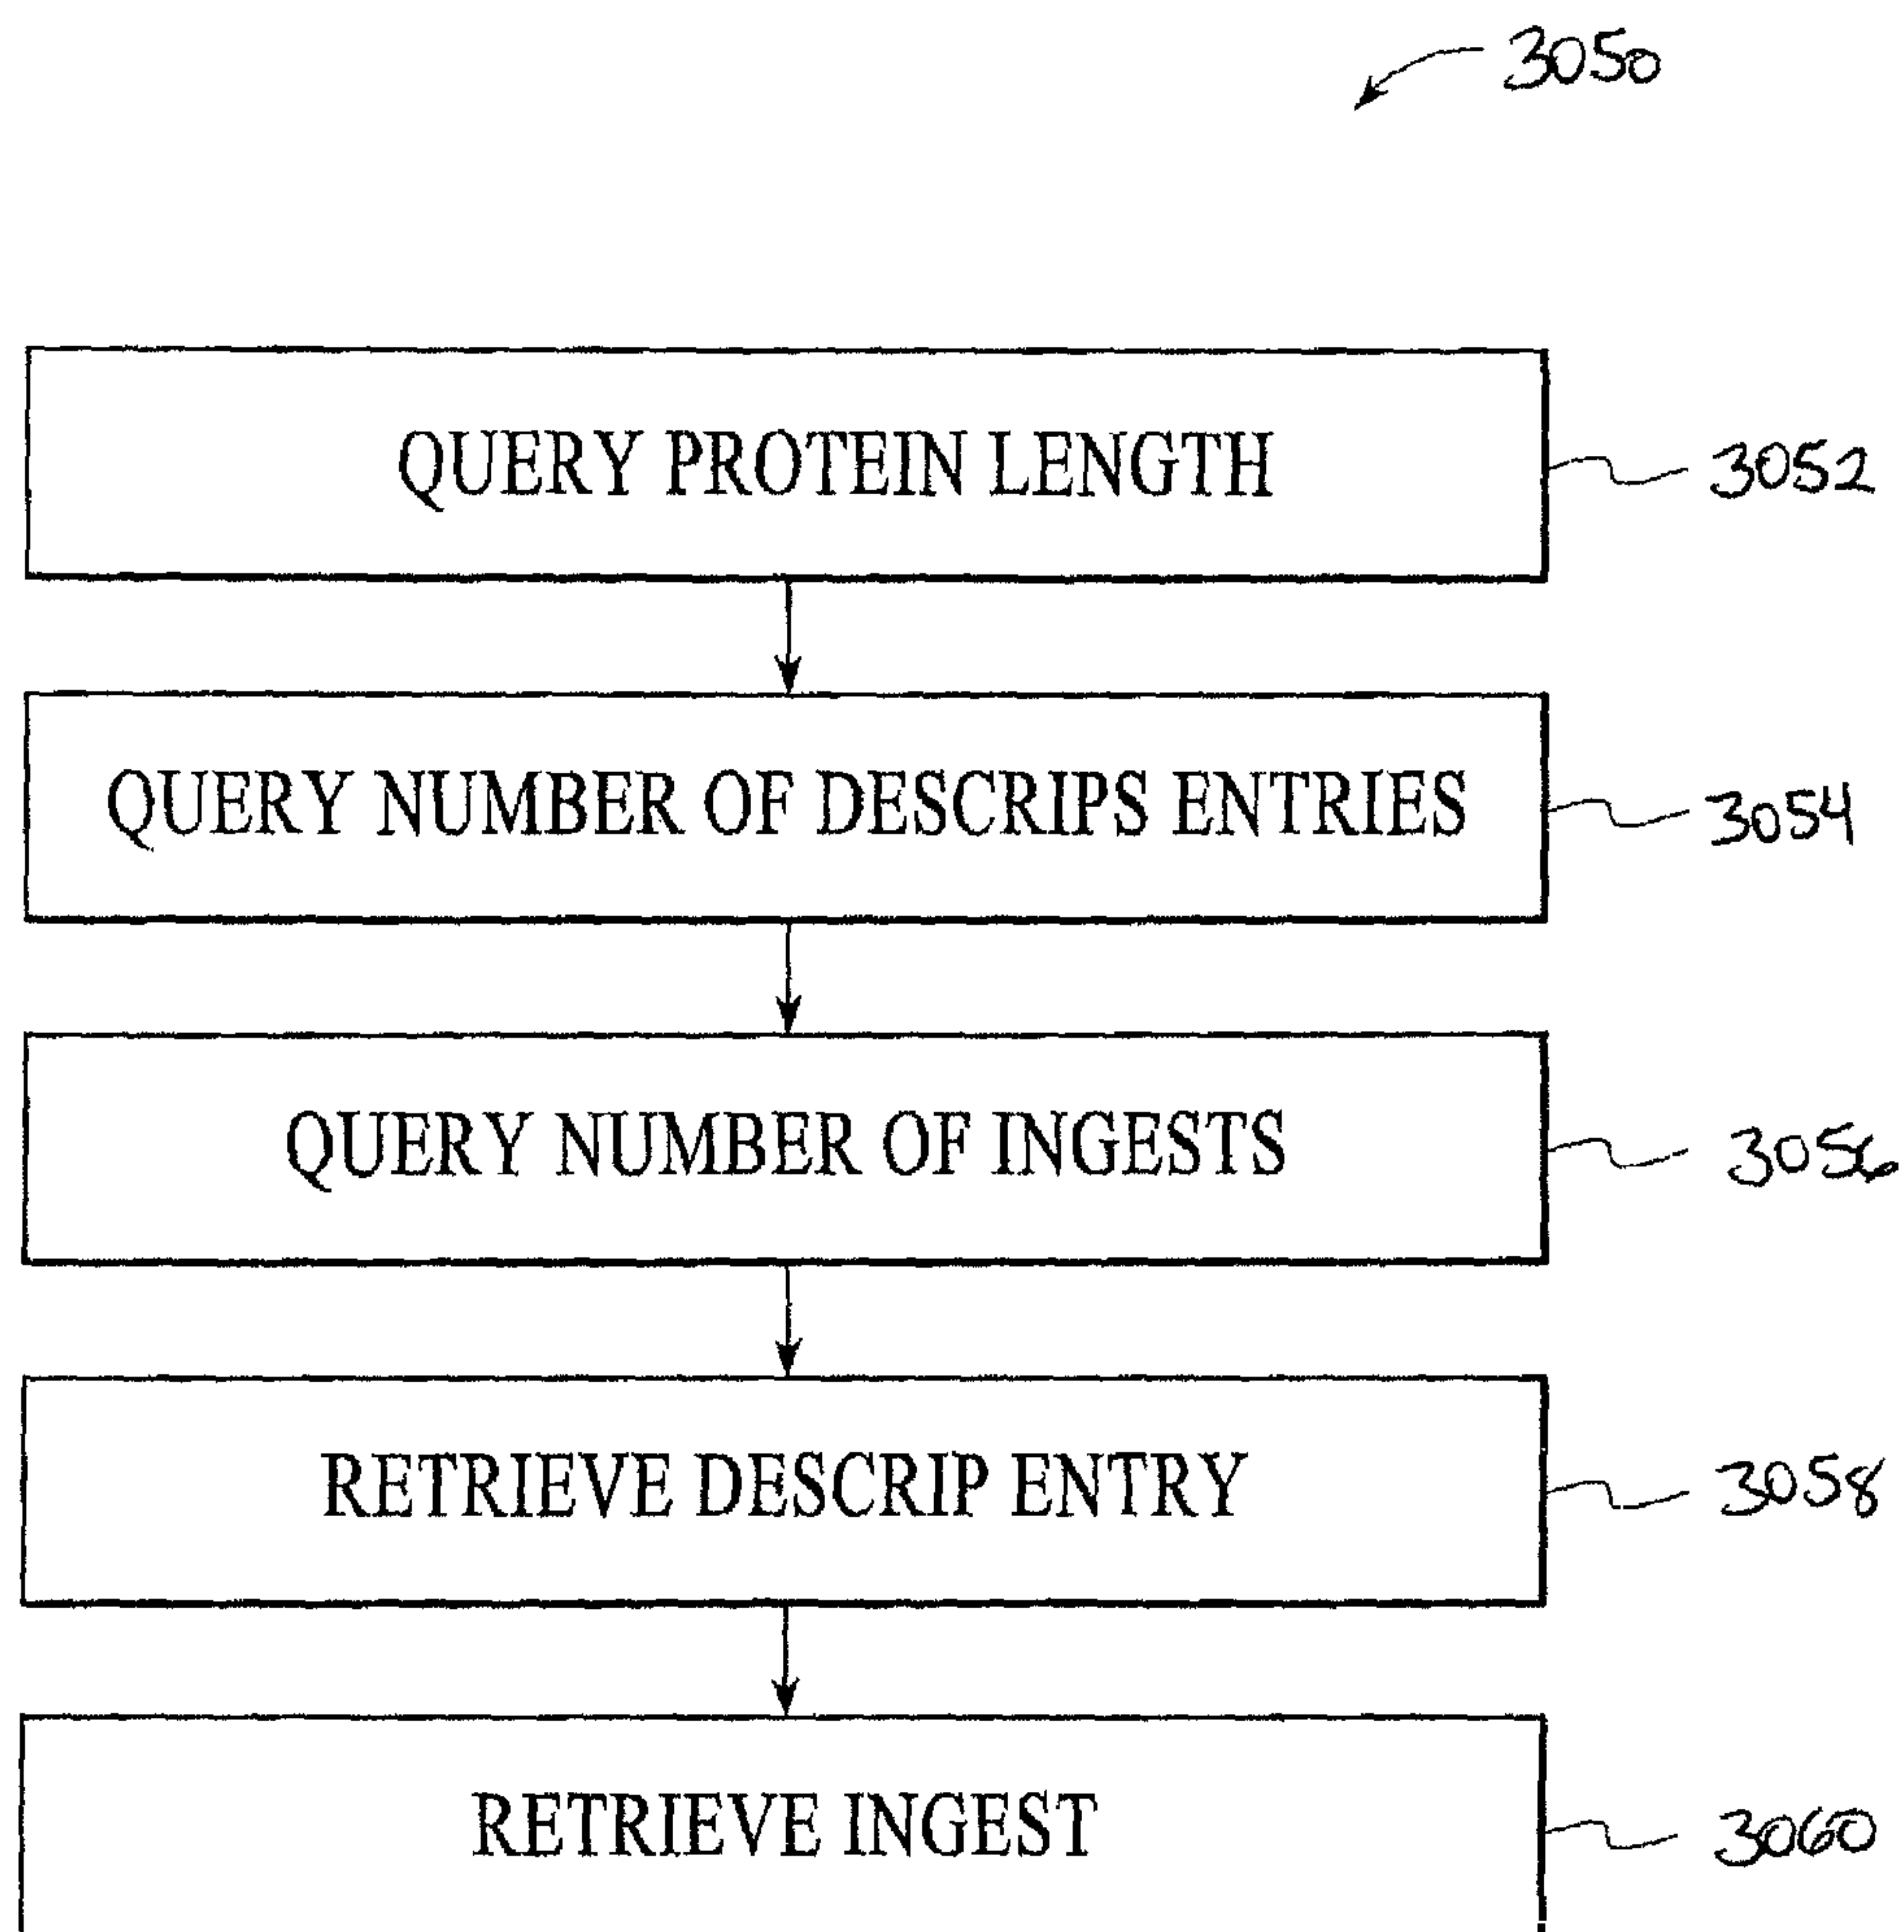 3050
QUERY PROTEIN LENGTH
3052
QUERY NUMBER OF DESCRIPS ENTRIES
3054
QUERY NUMBER OF INGESTS
3056
RETRIEVE DESCRIP ENTRY
3058
RETRIEVE INGEST
3060